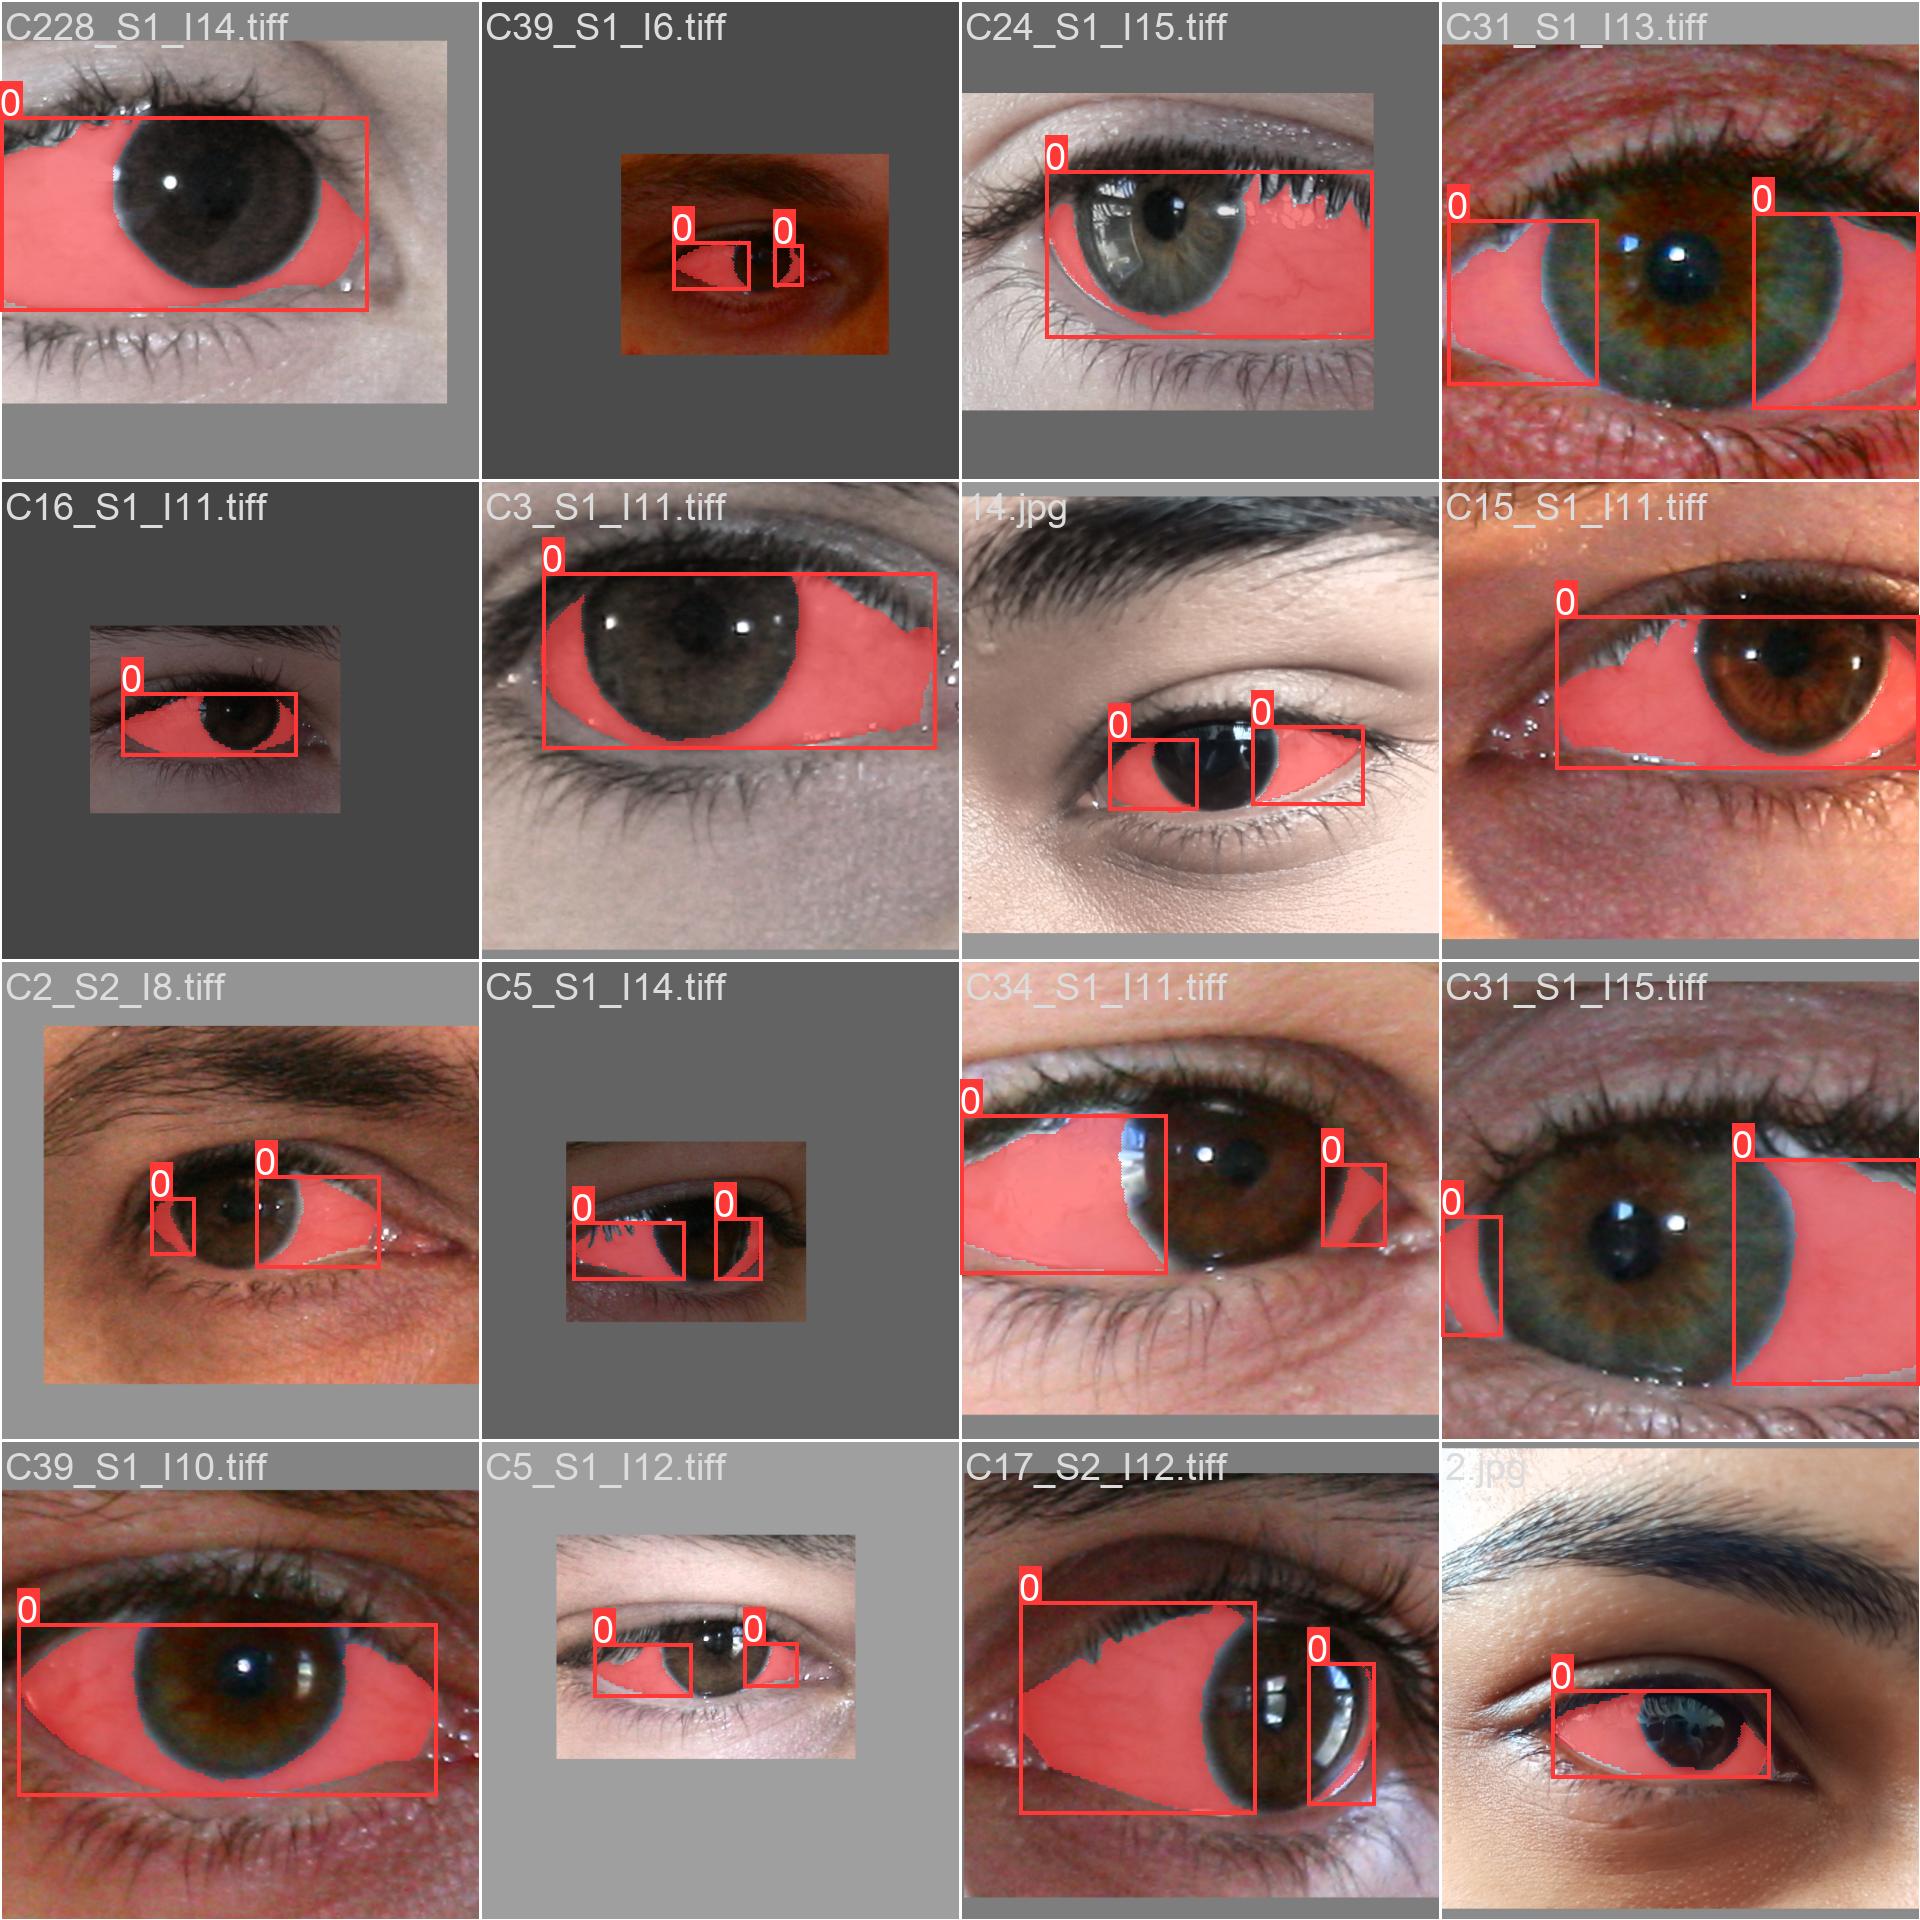 C228_S1_I14.tiff
C39_S1_I6.tiff
C24_S1_I15.tiff
C31_S1_I13.tiff
0
0
0
0
0
0
0
C16_S1_I11.tiff
C3_S1_I11.tiff
14.jpg
C15_S1_I11.tiff
0
0
0
0
0
C2_S2_I8.tiff
C5_S1_I14.tiff
C34_S1_I11.tiff
C31_S1_I15.tiff
0
0
0
0
0
0
0
0
C39_S1_I10.tiff
C5_S1_I12.tiff
C17_S2_I12.tiff
2.jpg
0
0
0
0
0
0